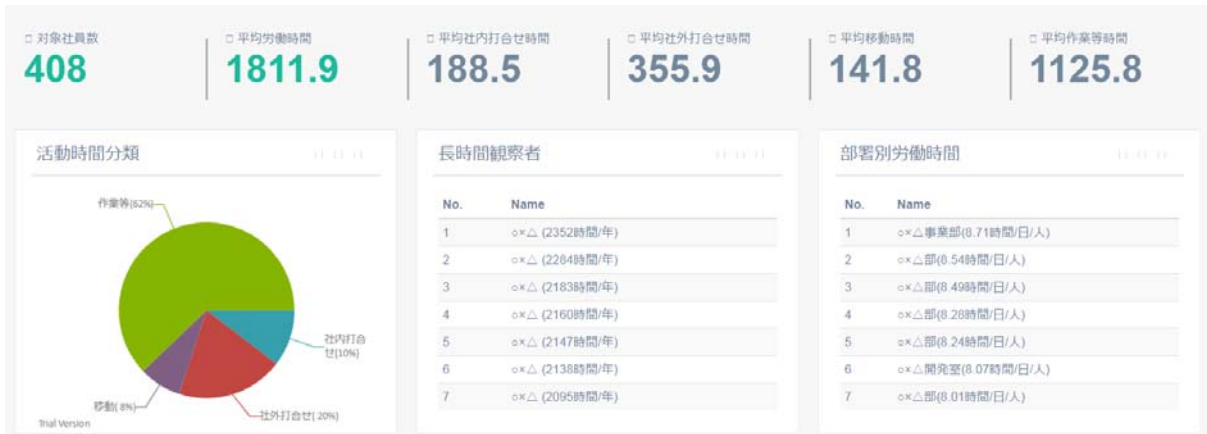 対象社員数
408
平均労働時間
1811.9
平均社内打合せ時間
188.5
平均社外打合せ時間
355.9
平均移動時間
141.8
平均作業等時間
1125.8
活動時間分類
作業等(62%)
社内打合
せ(10%)
社外打合せ( 20%)
移動( 8%)
Trial Version
長時間観察者
No. Name
1 ○×△ (2352時間/年)
2 ○×△ (2284時間/年)
3 ○×△ (2183時間/年)
4 ○×△ (2160時間/年)
5 ○×△ (2147時間/年)
6 ○×△ (2138時間/年)
7 ○×△ (2095時間/年)
部署別労働時間
No. Name
1 ○×△事業部(8.71時間/日/人)
2 ○×△部(8.54時間/日/人)
3 ○×△部(8.49時間/日/人)
4 ○×△部(8.28時間/日/人)
5 ○×△部(8.24時間/日/人)
6 ○×△開発室(8.07時間/日/人)
7 ○×△部(8.01時間/日/人)